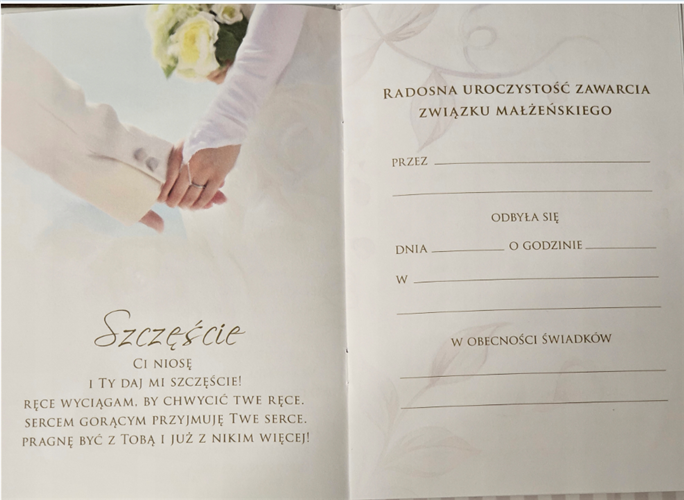 Szczęście
Ci niosę
i Ty daj mi szczęście!
ręce wyciągam, by chwycić Twe ręce,
sercem gorącym przyjmuję Twe serce,
pragnę być z Tobą i już z nikim więcej!
Radosna uroczystość zawarcia
związku małżeńskiego
przez
odbyła się
dnia o godzinie
w
w obecności świadków